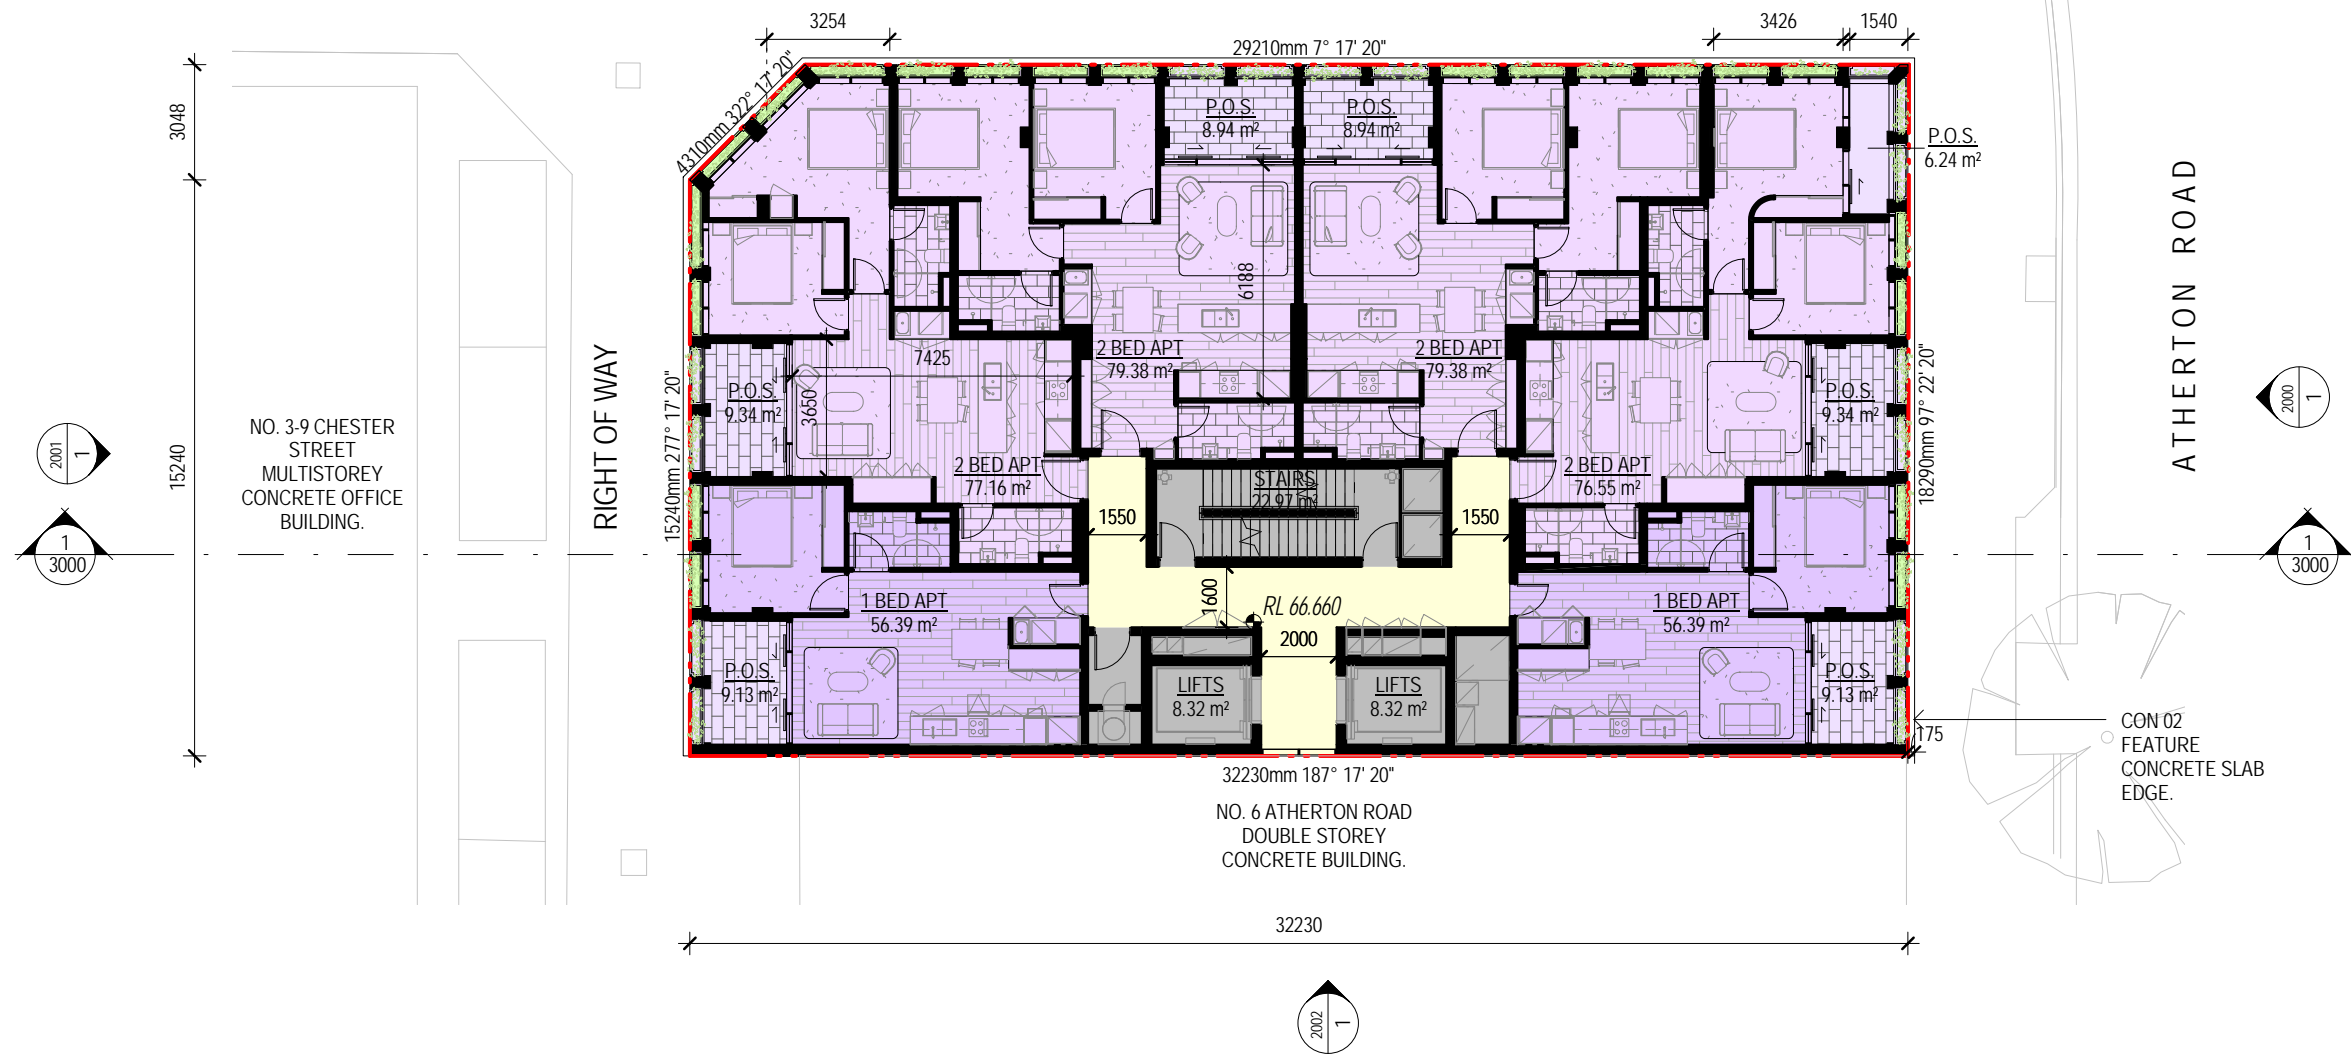 3254
3426
1540
29210mm 7° 17' 20"
4310mm 322° 17' 20"
3048
15240
P.O.S.
8.94 m²
P.O.S.
8.94 m²
P.O.S.
6.24 m²
ATHERTON ROAD
6188
7425
3650
2 BED APT
79.38 m²
2 BED APT
79.38 m²
P.O.S.
9.34 m²
P.O.S.
9.34 m²
RIGHT OF WAY
15240mm 277° 17' 20"
18290mm 97° 22' 20"
NO. 3-9 CHESTER
STREET
MULTISTOREY
CONCRETE OFFICE
BUILDING.
2001
1
2000
1
2 BED APT
77.16 m²
STAIRS
22.97 m²
2 BED APT
76.55 m²
1550
1550
1
3000
1
3000
1 BED APT
56.39 m²
1600
RL 66.660
2000
1 BED APT
56.39 m²
P.O.S.
9.13 m²
LIFTS
8.32 m²
LIFTS
8.32 m²
P.O.S.
9.13 m²
CON 02
FEATURE
CONCRETE SLAB
EDGE.
175
32230mm 187° 17' 20"
NO. 6 ATHERTON ROAD
DOUBLE STOREY
CONCRETE BUILDING.
32230
2002
1